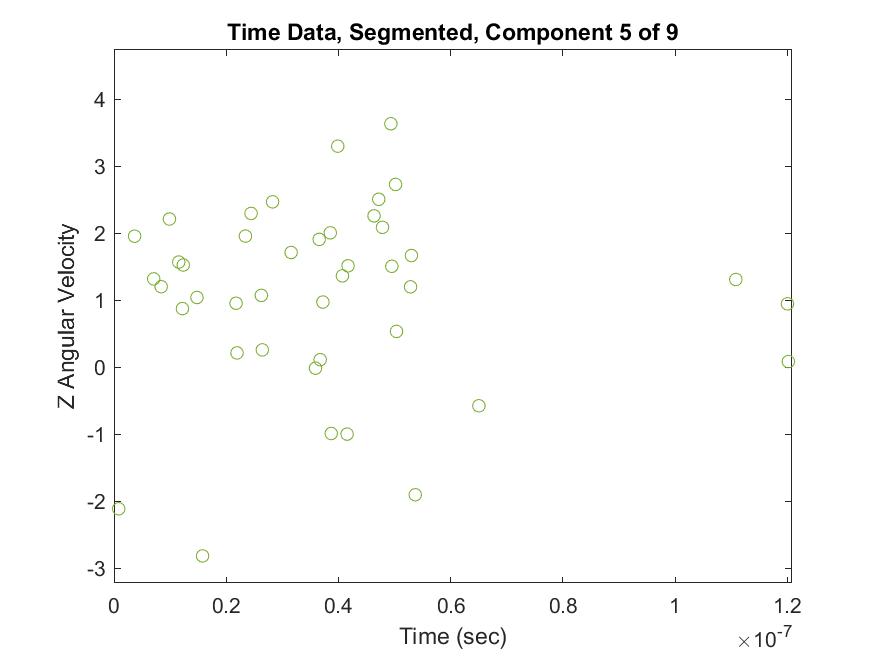 Time Data, Segmented, Component 5 of 9
Z Angular Velocity
4
3
2
1
0
-1
-2
-3
0 0.2 0.4 0.6 0.8 1 1.2
Time (sec)
×10-7